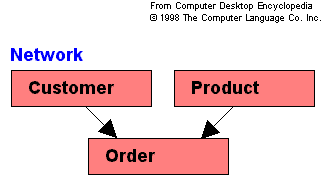 From Computer Desktop Encyclopedia
© 1998 The Computer Language Co. Inc.
Network
Customer
Product
Order